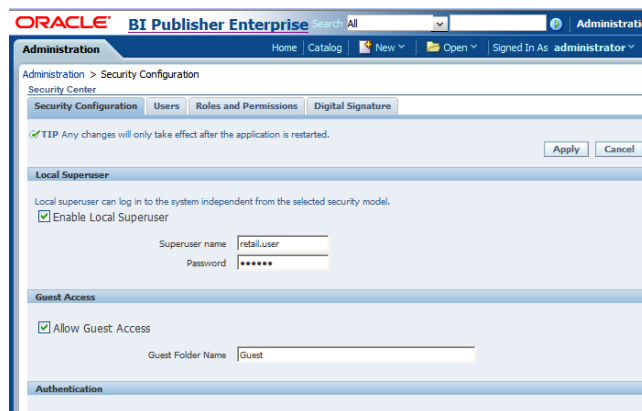 ORACLE® BI Publisher Enterprise Search All Administrati
Administration Home Catalog New Open Signed In As administrator
Administration > Security Configuration
Security Center
Security Configuration Users Roles and Permissions Digital Signature
TIP Any changes will only take effect after the application is restarted.
Apply Cancel
Local Superuser
Local superuser can log in to the system independent from the selected security model.
Enable Local Superuser
Superuser name retail.user
Password ••••••
Guest Access
Allow Guest Access
Guest Folder Name Guest
Authentication